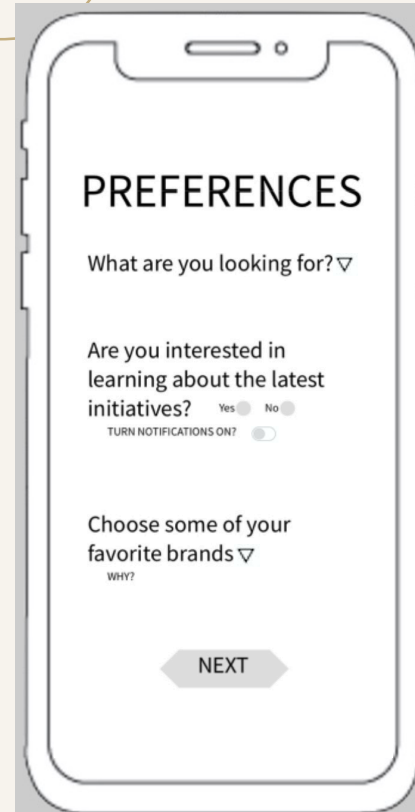 PREFERENCES
What are you looking for?
Are you interested in
learning about the latest
initiatives? Yes No
TURN NOTIFICATIONS ON?
Choose some of your
favorite brands
WHY?
NEXT